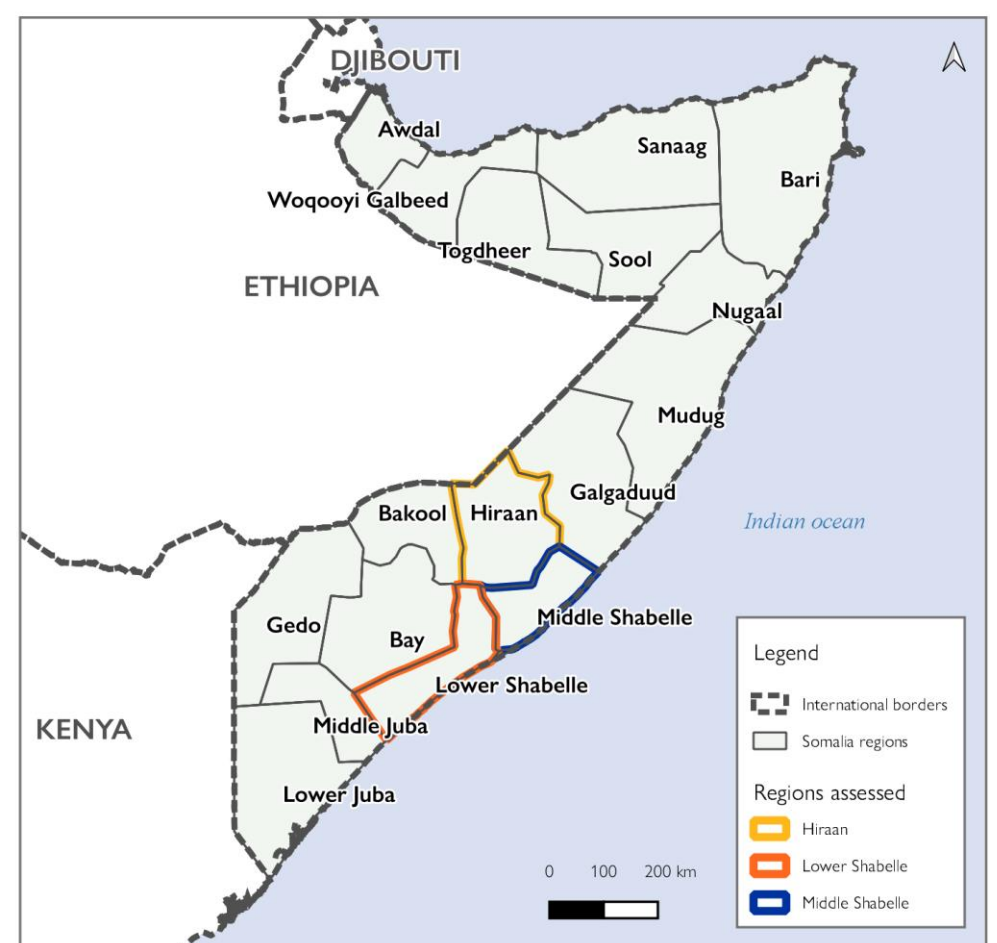 DJIBOUTI
Awdal
Sanaag
Bari
Woqooyi Galbeed
Togdheer
Sool
ETHIOPIA
Nugaal
Mudug
Galgaduud
Bakool
Hiraan
Indian ocean
Gedo
Bay
Middle Shabelle
Lower Shabelle
KENYA
Middle Juba
Lower Juba
Legend
International borders
Somalia regions
Regions assessed
Hiraan
Lower Shabelle
Middle Shabelle
0 100 200 km